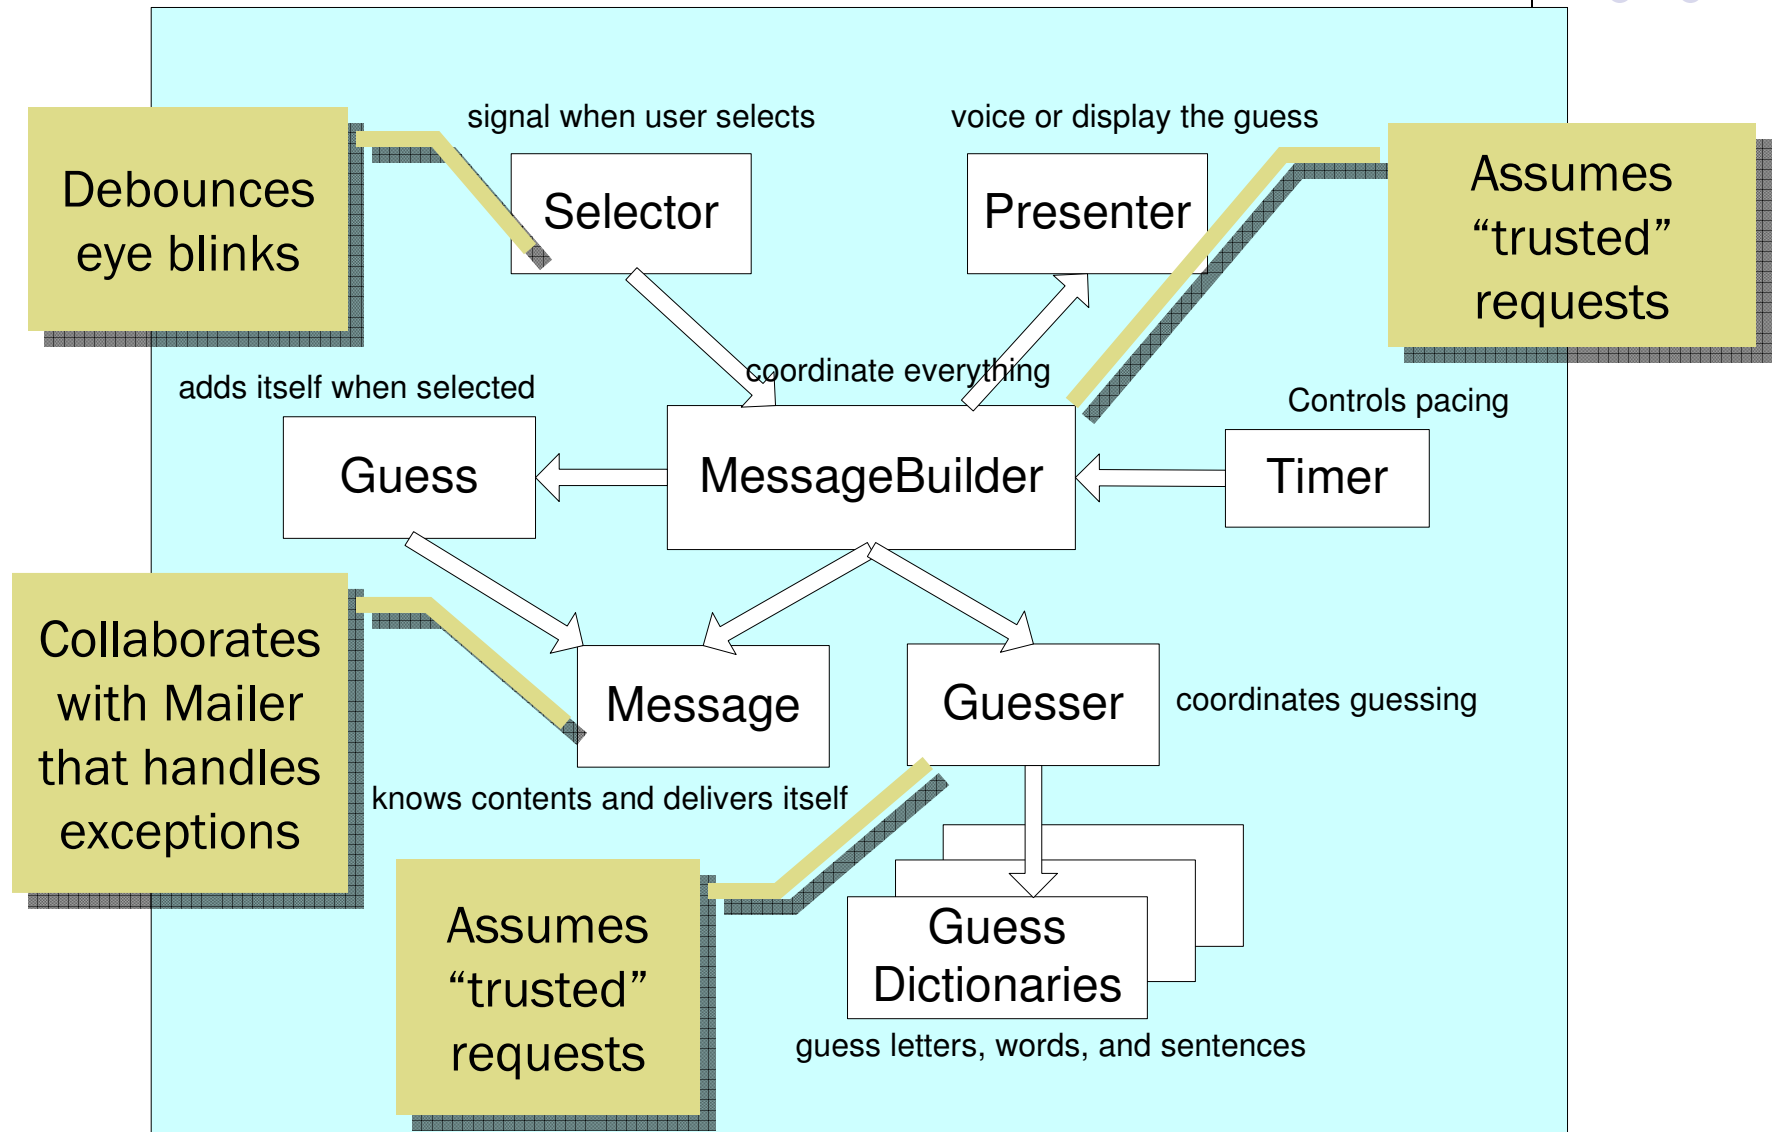 signal when user selects
voice or display the guess
Debounces
eye blinks
Selector
Presenter
Assumes
“trusted”
requests
coordinate everything
adds itself when selected
Controls pacing
Guess
MessageBuilder
Timer
Collaborates
with Mailer
that handles
exceptions
Message
Guesser
coordinates guessing
knows contents and delivers itself
Assumes
“trusted”
requests
Guess
Dictionaries
guess letters, words, and sentences